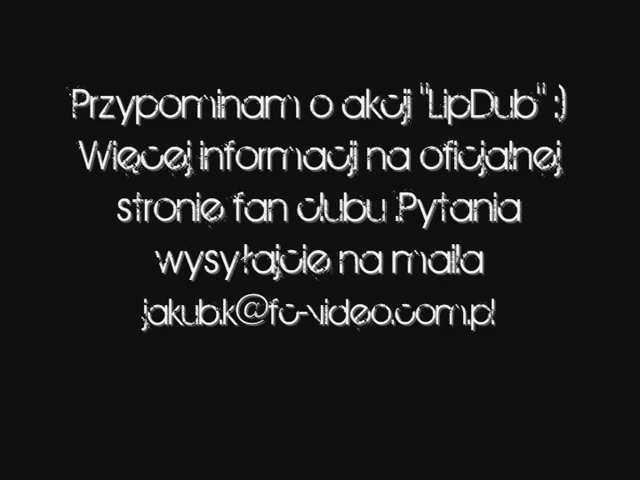 Przypominam o akcji "LipDub" :)
Więcej informacji na oficjalnej
stronie fan clubu .Pytania
wysyłajcie na maila
jakub.k@fc-video.com.pl